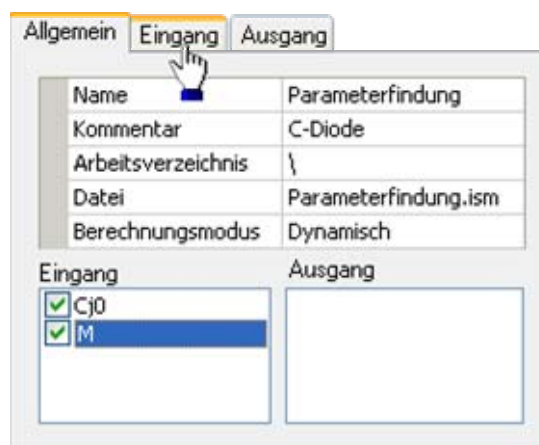 Allgemein Eingang Ausgang
Name Parameterfindung
Kommentar C-Diode
Arbeitsverzeichnis \
Datei Parameterfindung.ism
Berechnungsmodus Dynamisch
Eingang Ausgang
Cj0
M